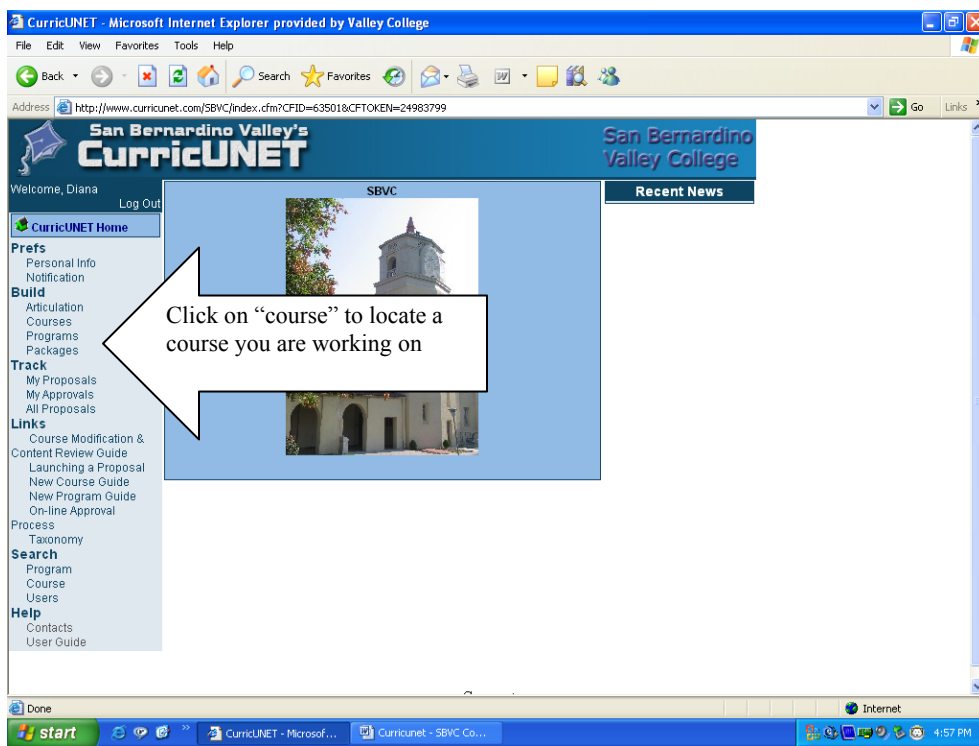 CurricUNET - Microsoft Internet Explorer provided by Valley College
File Edit View Favorites Tools Help
Back Search Favorites
Address http://www.curricunet.com/SBVC/index.cfm?CFID=63501&CFTOKEN=24983799 Go Links
San Bernardino Valley's
CurricUNET
San Bernardino
Valley College
Welcome, Diana
Log Out
SBVC
Recent News
CurricUNET Home
Prefs
Personal Info
Notification
Build
Articulation
Courses
Programs
Packages
Track
My Proposals
My Approvals
All Proposals
Links
Course Modification &
Content Review Guide
Launching a Proposal
New Course Guide
New Program Guide
On-line Approval
Process
Taxonomy
Search
Program
Course
Users
Help
Contacts
User Guide
Click on “course” to locate a
course you are working on
Done Internet
start CurricUNET - Microsof... Curricunet - SBVC Co... 4:57 PM